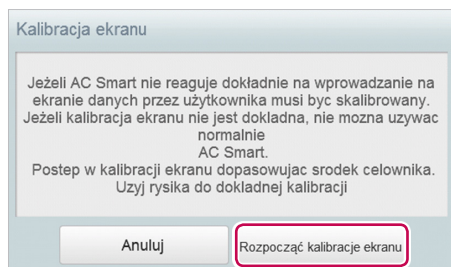 Kalibracja ekranu
Jeżeli AC Smart nie reaguje dokładnie na wprowadzanie na
ekranie danych przez użytkownika musi byc skalibrowany.
Jeżeli kalibracja ekranu nie jest dokladna, nie mozna uzywac
normalnie
AC Smart.
Postep w kalibracji ekranu dopasowujac srodek celownika.
Uzyj rysika do dokladnej kalibracji
Anuluj
Rozpocząć kalibracje ekranu